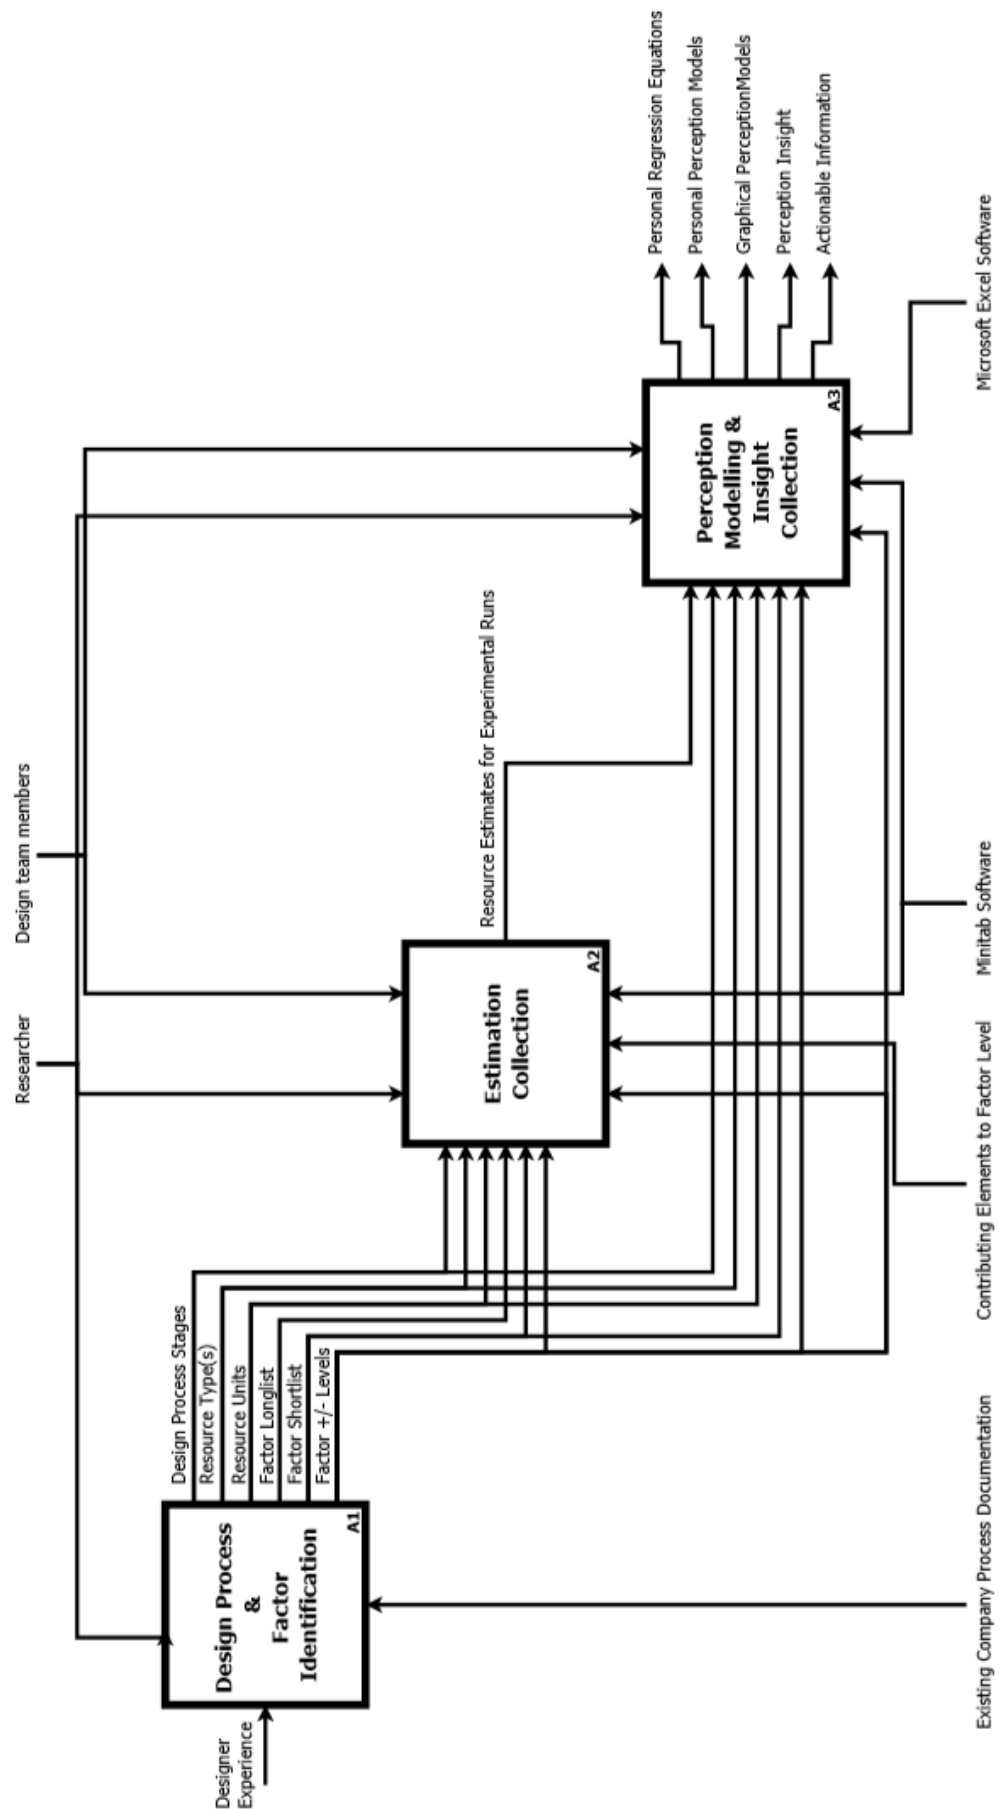 Researcher
Design team members
Designer
Experience
Design Process
&
Factor
Identification
A1
Design Process Stages
Resource Type(s)
Resource Units
Factor Longlist
Factor Shortlist
Factor +/- Levels
Estimation
Collection
A2
Resource Estimates for Experimental Runs
Perception
Modelling &
Insight
Collection
A3
Personal Regression Equations
Personal Perception Models
Graphical PerceptionModels
Perception Insight
Actionable Information
Existing Company Process Documentation
Contributing Elements to Factor Level
Minitab Software
Microsoft Excel Software